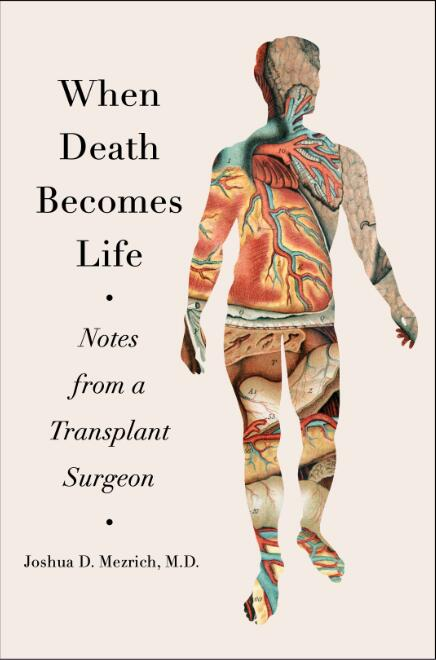 When
Death
Becomes
Life
•
Notes
from a
Transplant
Surgeon
•
Joshua D. Mezrich, M.D.